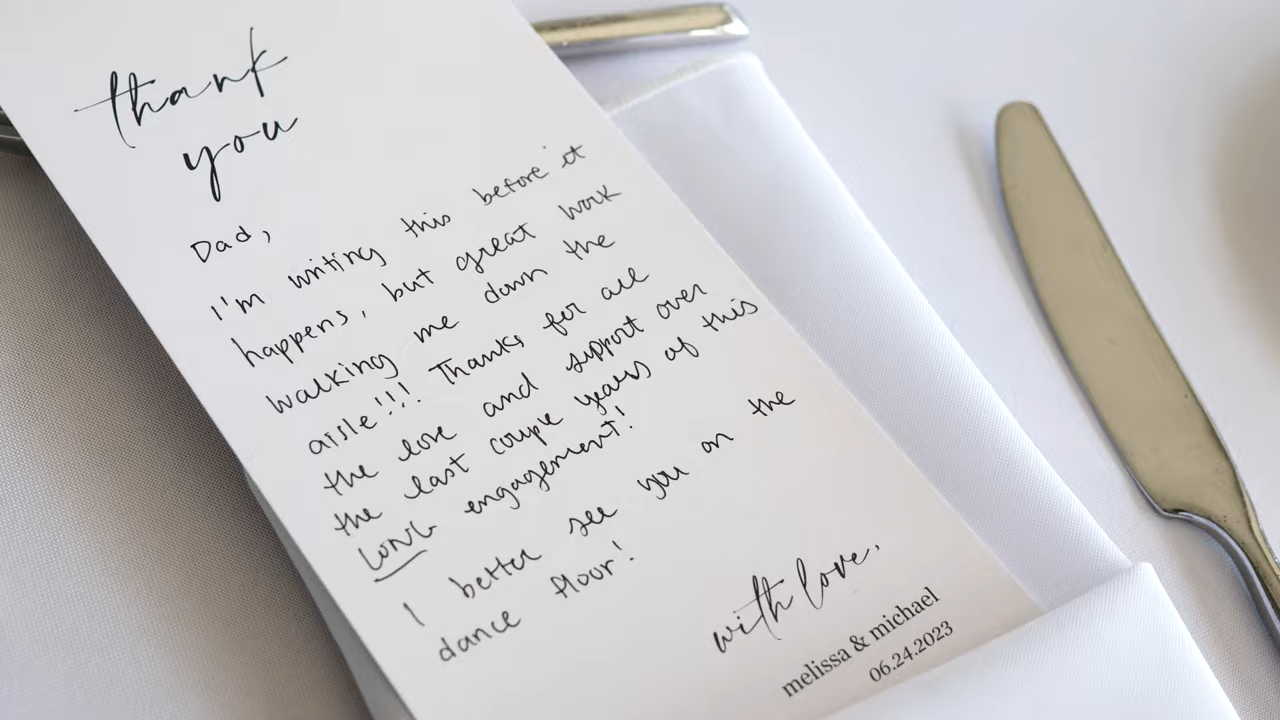 thank
you
Dad,
I'm writing this before it
happens, but great work
walking me down the
aisle!!! Thanks for all
the love and support over
the last couple years of this
LONG engagement!
I better see you on the
dance floor!
with love,
melissa & michael
06.24.2023